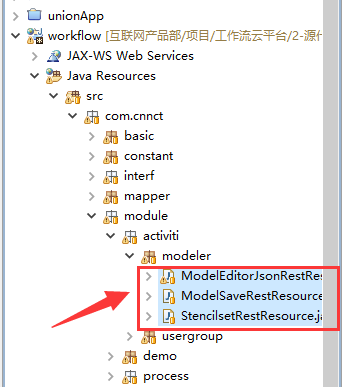 unionApp
workflow [互联网产品部/项目/工作流云平台/2-源代
JAX-WS Web Services
Java Resources
src
com.cnnct
basic
constant
interf
mapper
module
activiti
modeler
ModelEditorJsonRestRes
ModelSaveRestResource
StencilsetRestResource.ja
usergroup
demo
process